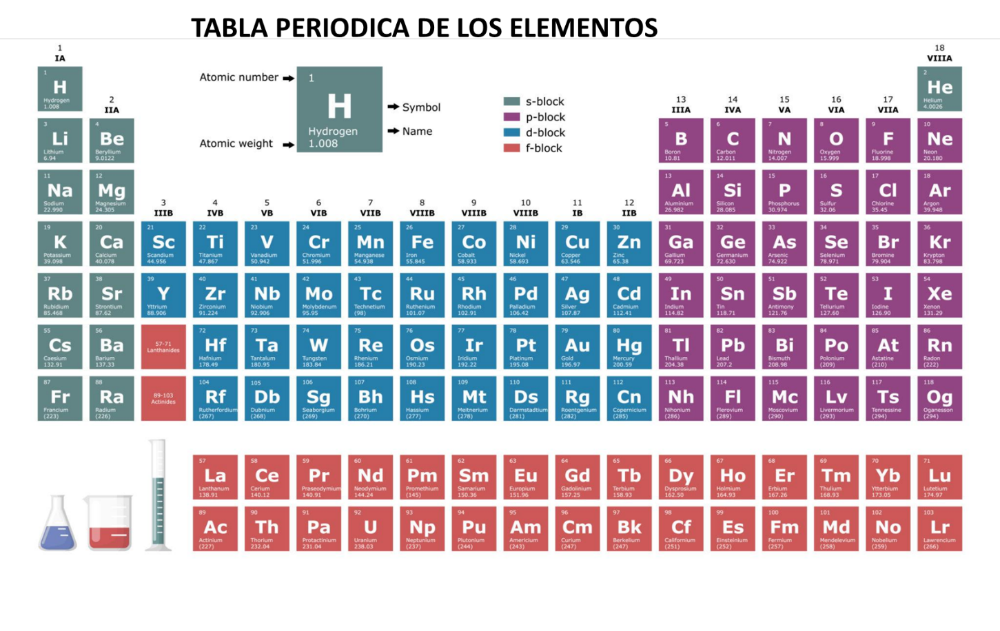 TABLA PERIODICA DE LOS ELEMENTOS
1
IA
18
VIIIA
Atomic number
1
H
Hydrogen
1.008
Symbol
Name
Atomic weight
s-block
p-block
d-block
f-block
1 H Hydrogen 1.008
2 He Helium 4.0026
2
IIA
13
IIIA
14
IVA
15
VA
16
VIA
17
VIIA
3 Li Lithium 6.94
4 Be Beryllium 9.0122
5 B Boron 10.81
6 C Carbon 12.011
7 N Nitrogen 14.007
8 O Oxygen 15.999
9 F Fluorine 18.998
10 Ne Neon 20.180
11 Na Sodium 22.990
12 Mg Magnesium 24.305
13 Al Aluminium 26.982
14 Si Silicon 28.085
15 P Phosphorus 30.974
16 S Sulfur 32.06
17 Cl Chlorine 35.45
18 Ar Argon 39.948
3
IIIB
4
IVB
5
VB
6
VIB
7
VIIB
8
VIIIB
9
VIIIB
10
VIIIB
11
IB
12
IIB
19 K Potassium 39.098
20 Ca Calcium 40.078
21 Sc Scandium 44.956
22 Ti Titanium 47.867
23 V Vanadium 50.942
24 Cr Chromium 51.996
25 Mn Manganese 54.938
26 Fe Iron 55.845
27 Co Cobalt 58.933
28 Ni Nickel 58.693
29 Cu Copper 63.546
30 Zn Zinc 65.38
31 Ga Gallium 69.723
32 Ge Germanium 72.630
33 As Arsenic 74.922
34 Se Selenium 78.971
35 Br Bromine 79.904
36 Kr Krypton 83.798
37 Rb Rubidium 85.468
38 Sr Strontium 87.62
39 Y Yttrium 88.906
40 Zr Zirconium 91.224
41 Nb Niobium 92.906
42 Mo Molybdenum 95.95
43 Tc Technetium (98)
44 Ru Ruthenium 101.07
45 Rh Rhodium 102.91
46 Pd Palladium 106.42
47 Ag Silver 107.87
48 Cd Cadmium 112.41
49 In Indium 114.82
50 Sn Tin 118.71
51 Sb Antimony 121.76
52 Te Tellurium 127.60
53 I Iodine 126.90
54 Xe Xenon 131.29
55 Cs Caesium 132.91
56 Ba Barium 137.33
57-71 Lanthanides
72 Hf Hafnium 178.49
73 Ta Tantalum 180.95
74 W Tungsten 183.84
75 Re Rhenium 186.21
76 Os Osmium 190.23
77 Ir Iridium 192.22
78 Pt Platinum 195.08
79 Au Gold 196.97
80 Hg Mercury 200.59
81 Tl Thallium 204.38
82 Pb Lead 207.2
83 Bi Bismuth 208.98
84 Po Polonium (209)
85 At Astatine (210)
86 Rn Radon (222)
87 Fr Francium (223)
88 Ra Radium (226)
89-103 Actinides
104 Rf Rutherfordium (267)
105 Db Dubnium (268)
106 Sg Seaborgium (269)
107 Bh Bohrium (270)
108 Hs Hassium (277)
109 Mt Meitnerium (278)
110 Ds Darmstadtium (281)
111 Rg Roentgenium (282)
112 Cn Copernicium (285)
113 Nh Nihonium (286)
114 Fl Flerovium (289)
115 Mc Moscovium (290)
116 Lv Livermorium (293)
117 Ts Tennessine (294)
118 Og Oganesson (294)
57 La Lanthanum 138.91
58 Ce Cerium 140.12
59 Pr Praseodymium 140.91
60 Nd Neodymium 144.24
61 Pm Promethium (145)
62 Sm Samarium 150.36
63 Eu Europium 151.96
64 Gd Gadolinium 157.25
65 Tb Terbium 158.93
66 Dy Dysprosium 162.50
67 Ho Holmium 164.93
68 Er Erbium 167.26
69 Tm Thulium 168.93
70 Yb Ytterbium 173.05
71 Lu Lutetium 174.97
89 Ac Actinium (227)
90 Th Thorium 232.04
91 Pa Protactinium 231.04
92 U Uranium 238.03
93 Np Neptunium (237)
94 Pu Plutonium (244)
95 Am Americium (243)
96 Cm Curium (247)
97 Bk Berkelium (247)
98 Cf Californium (251)
99 Es Einsteinium (252)
100 Fm Fermium (257)
101 Md Mendelevium (258)
102 No Nobelium (259)
103 Lr Lawrencium (266)